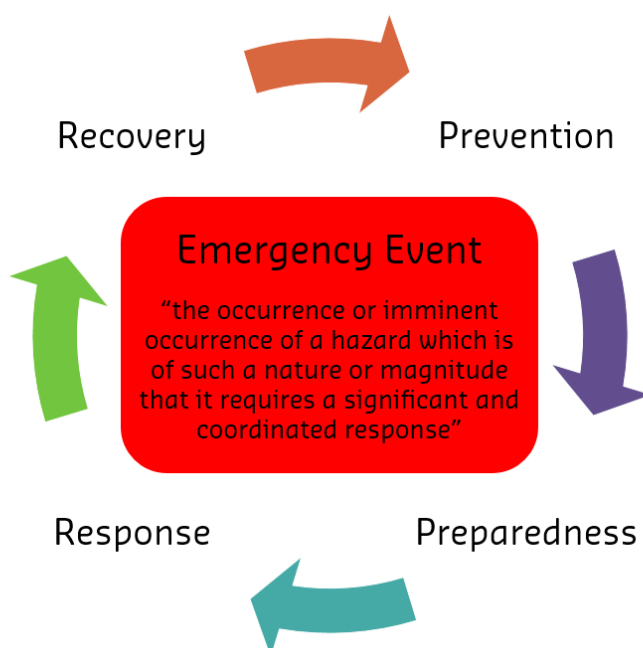 Recovery
Prevention
Emergency Event
“the occurrence or imminent
occurrence of a hazard which is
of such a nature or magnitude
that it requires a significant and
coordinated response”
Response
Preparedness